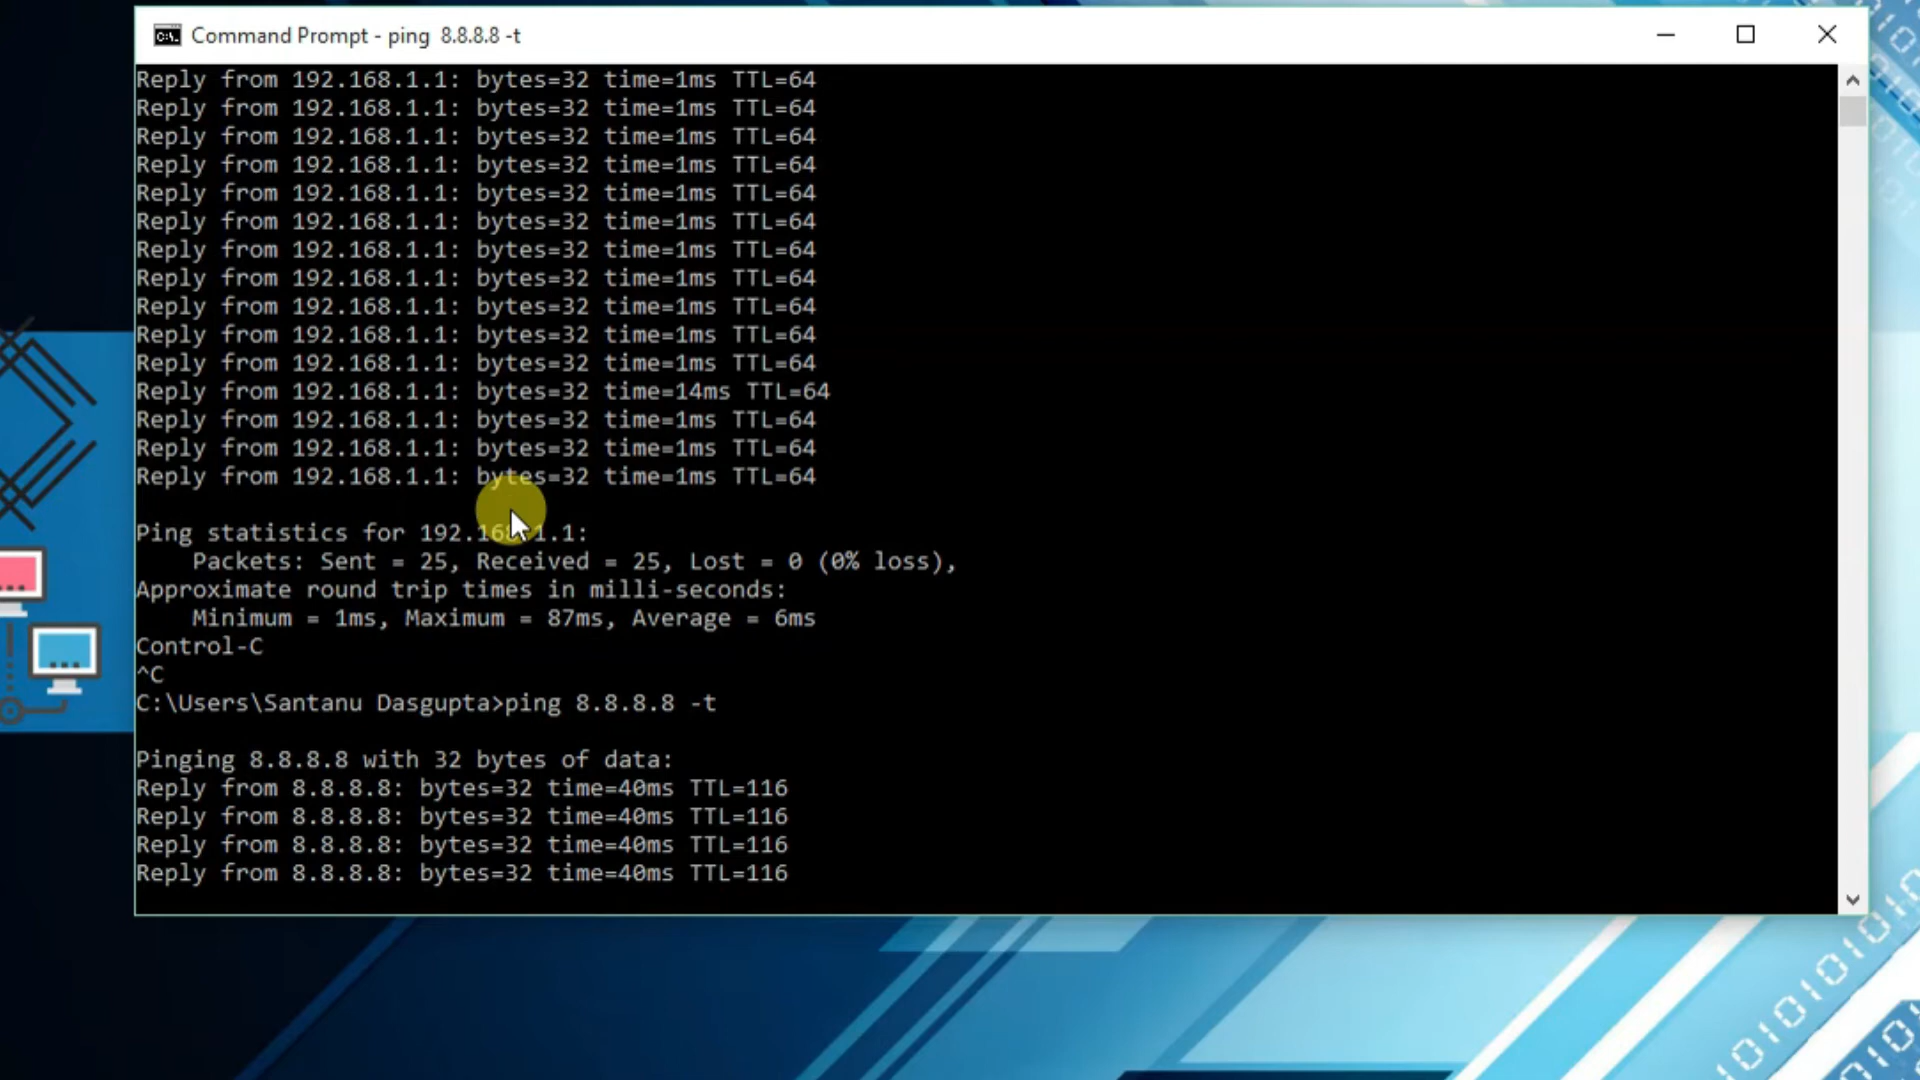 Command Prompt - ping  8.8.8.8 -t
Reply from 192.168.1.1: bytes=32 time=1ms TTL=64
Reply from 192.168.1.1: bytes=32 time=1ms TTL=64
Reply from 192.168.1.1: bytes=32 time=1ms TTL=64
Reply from 192.168.1.1: bytes=32 time=1ms TTL=64
Reply from 192.168.1.1: bytes=32 time=1ms TTL=64
Reply from 192.168.1.1: bytes=32 time=1ms TTL=64
Reply from 192.168.1.1: bytes=32 time=1ms TTL=64
Reply from 192.168.1.1: bytes=32 time=1ms TTL=64
Reply from 192.168.1.1: bytes=32 time=1ms TTL=64
Reply from 192.168.1.1: bytes=32 time=1ms TTL=64
Reply from 192.168.1.1: bytes=32 time=1ms TTL=64
Reply from 192.168.1.1: bytes=32 time=14ms TTL=64
Reply from 192.168.1.1: bytes=32 time=1ms TTL=64
Reply from 192.168.1.1: bytes=32 time=1ms TTL=64
Reply from 192.168.1.1: bytes=32 time=1ms TTL=64
Ping statistics for 192.168.1.1:
Packets: Sent = 25, Received = 25, Lost = 0 (0% loss),
Approximate round trip times in milli-seconds:
Minimum = 1ms, Maximum = 87ms, Average = 6ms
Control-C
^C
C:\Users\Santanu Dasgupta>ping 8.8.8.8 -t
Pinging 8.8.8.8 with 32 bytes of data:
Reply from 8.8.8.8: bytes=32 time=40ms TTL=116
Reply from 8.8.8.8: bytes=32 time=40ms TTL=116
Reply from 8.8.8.8: bytes=32 time=40ms TTL=116
Reply from 8.8.8.8: bytes=32 time=40ms TTL=116